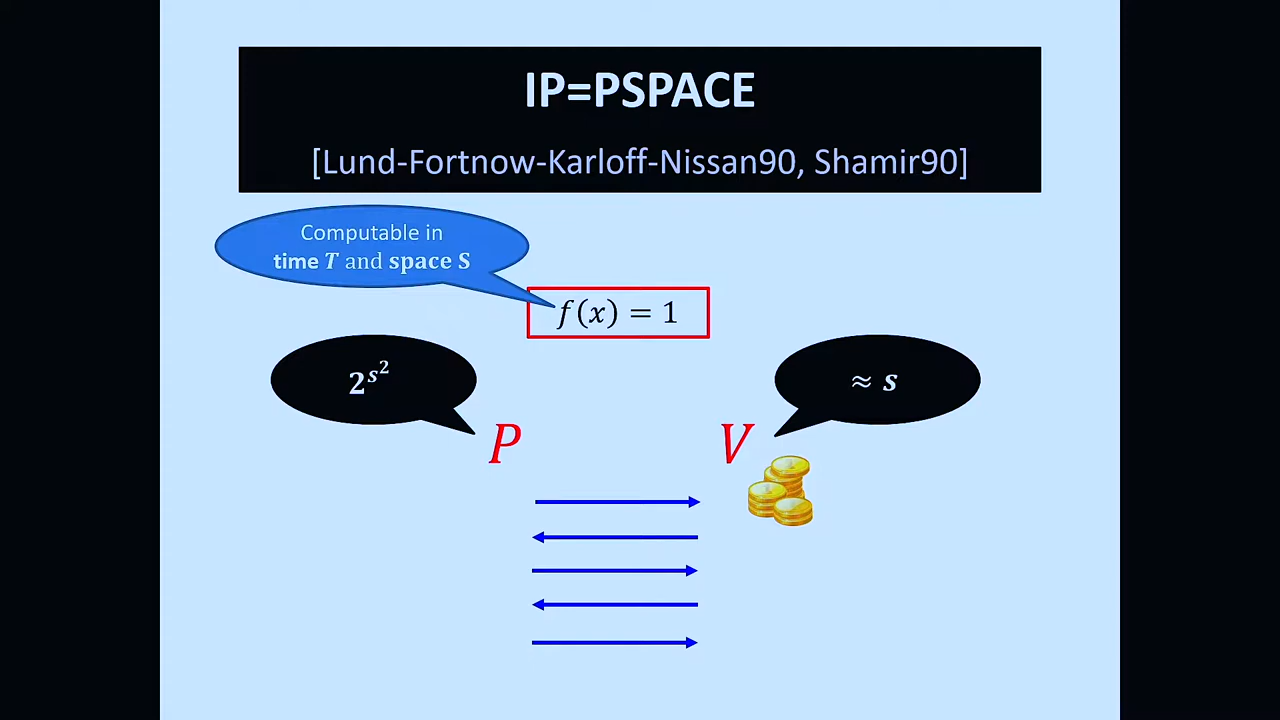 IP=PSPACE
[Lund-Fortnow-Karloff-Nissan90, Shamir90]
Computable in
time T and space S
f(x) = 1
2^{s^2}
≈ s
P
V